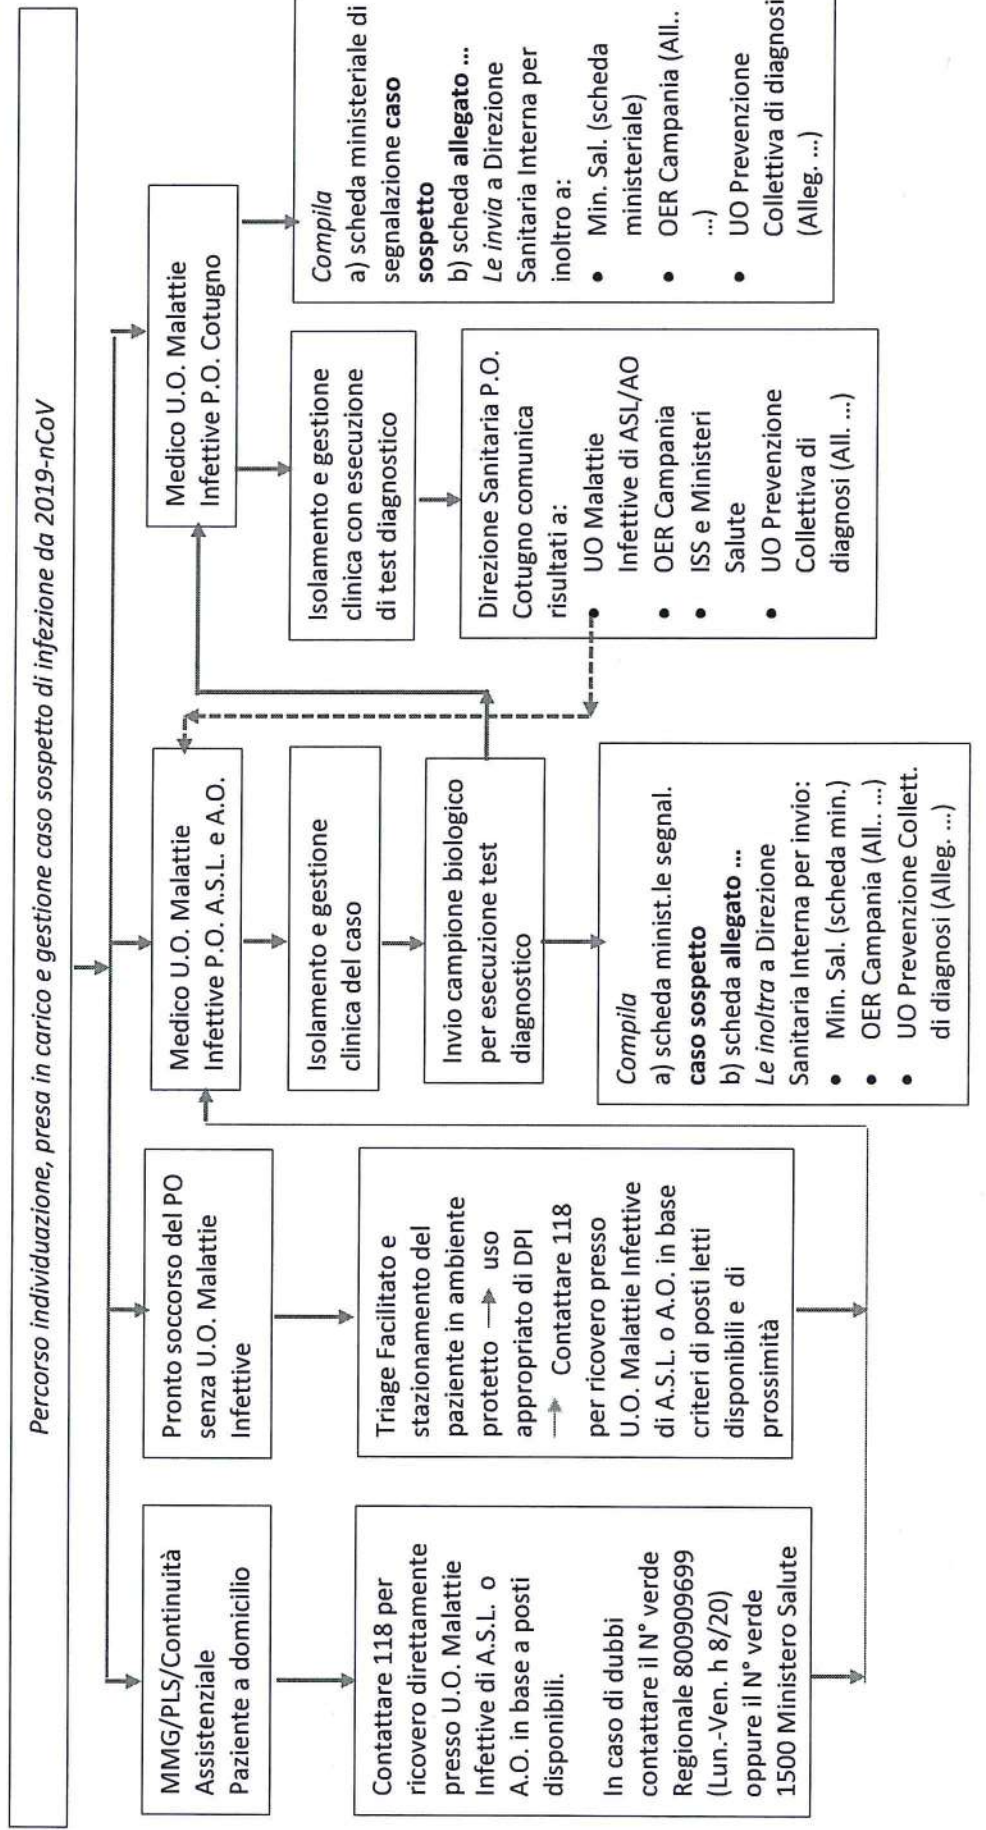 Percorso individuazione, presa in carico e gestione caso sospetto di infezione da 2019-nCoV
MMG/PLS/Continuità
Assistenziale
Paziente a domicilio
Contattare 118 per
ricovero direttamente
presso U.O. Malattie
Infettive di A.S.L. o
A.O. in base a posti
disponibili.
In caso di dubbi
contattare il N° verde
Regionale 800909699
(Lun.-Ven. h 8/20)
oppure il N° verde
1500 Ministero Salute
Pronto soccorso del PO
senza U.O. Malattie
Infettive
Triage Facilitato e
stazionamento del
paziente in ambiente
protetto → uso
appropriato di DPI
→ Contattare 118
per ricovero presso
U.O. Malattie Infettive
di A.S.L. o A.O. in base
criteri di posti letti
disponibili e di
prossimità
Medico U.O. Malattie
Infettive P.O. A.S.L. e A.O.
Isolamento e gestione
clinica del caso
Invio campione biologico
per esecuzione test
diagnostico
Compila
a) scheda minist.le segnal.
caso sospetto
b) scheda allegato ...
Le inoltra a Direzione
Sanitaria Interna per invio:
• Min. Sal. (scheda min.)
• OER Campania (All.. ...)
• UO Prevenzione Collett.
di diagnosi (Alleg. ...)
Medico U.O. Malattie
Infettive P.O. Cotugno
Isolamento e gestione
clinica con esecuzione
di test diagnostico
Direzione Sanitaria P.O.
Cotugno comunica
risultati a:
• UO Malattie
Infettive di ASL/AO
• OER Campania
• ISS e Ministeri
Salute
• UO Prevenzione
Collettiva di
diagnosi (All. ...)
Compila
a) scheda ministeriale di
segnalazione caso
sospetto
b) scheda allegato ...
Le invia a Direzione
Sanitaria Interna per
inoltro a:
• Min. Sal. (scheda
ministeriale)
• OER Campania (All..
...)
• UO Prevenzione
Collettiva di diagnosi
(Alleg. ...)